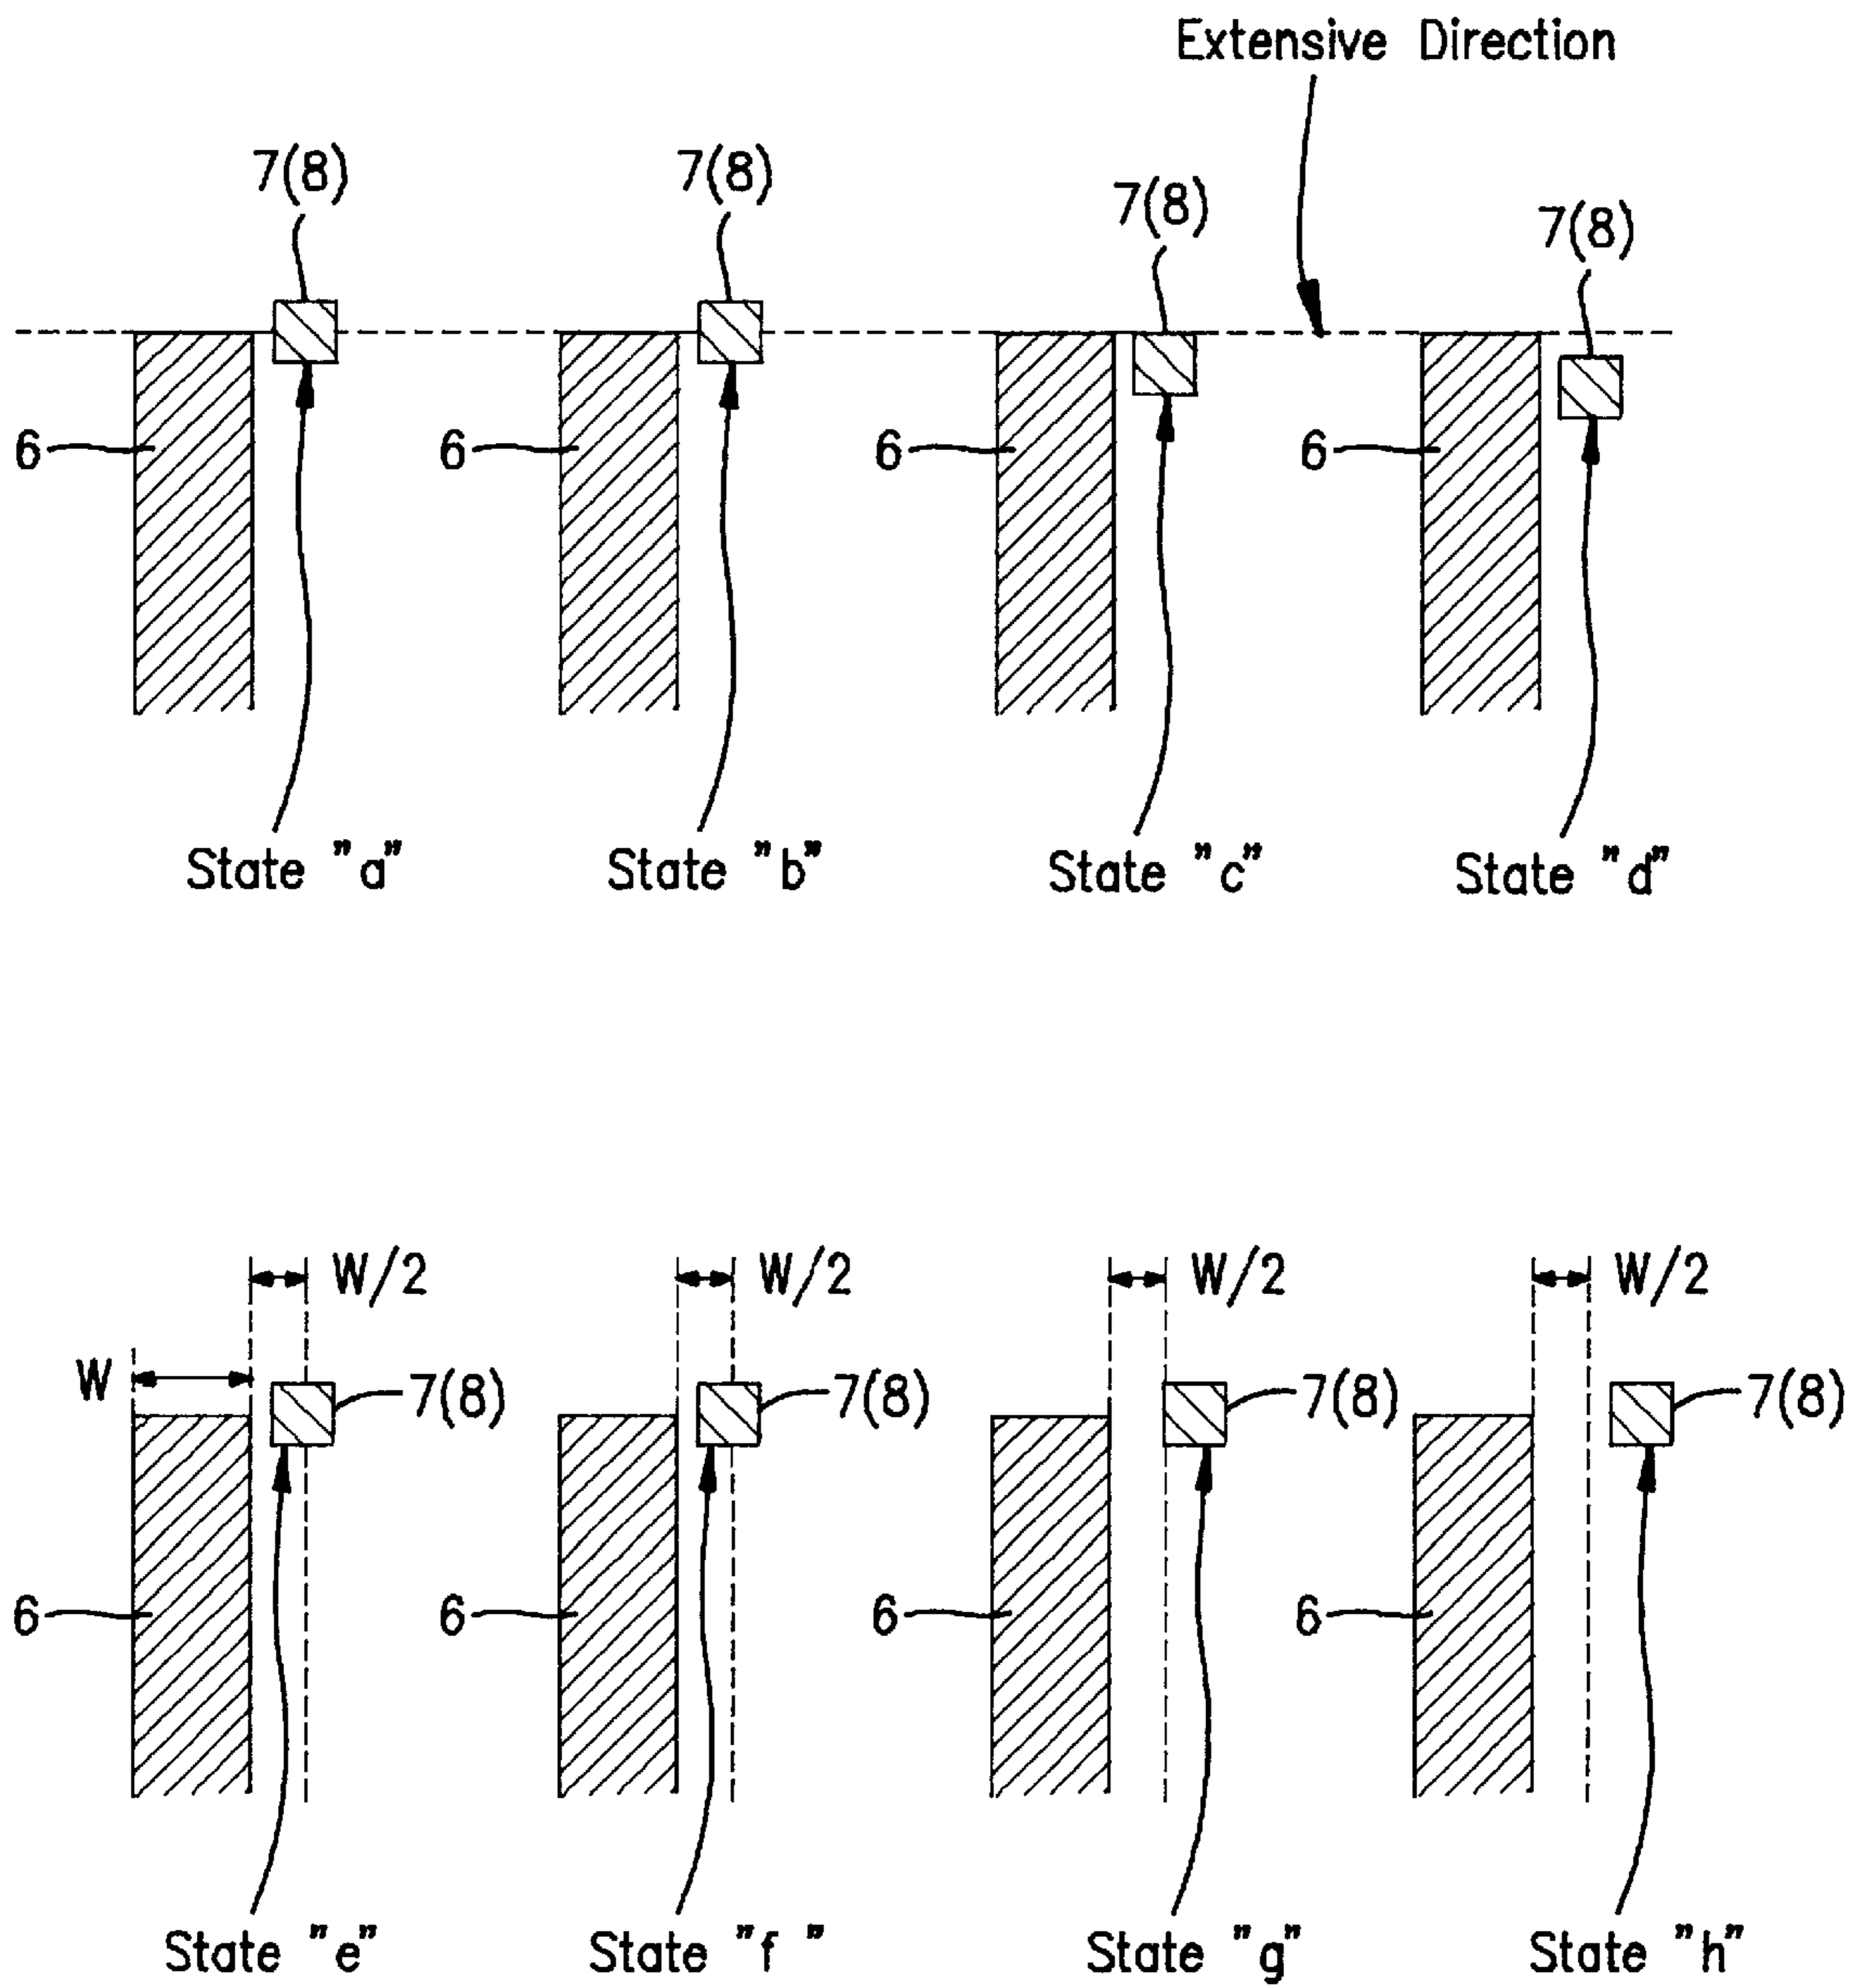 Extensive Direction
7(8)
7(8)
7(8)
7(8)
6
6
6
6
State "a"
State "b"
State "c"
State "d"
W/2
W/2
W/2
W/2
W
7(8)
7(8)
7(8)
7(8)
6
6
6
6
State "e"
State "f "
State "g"
State "h"